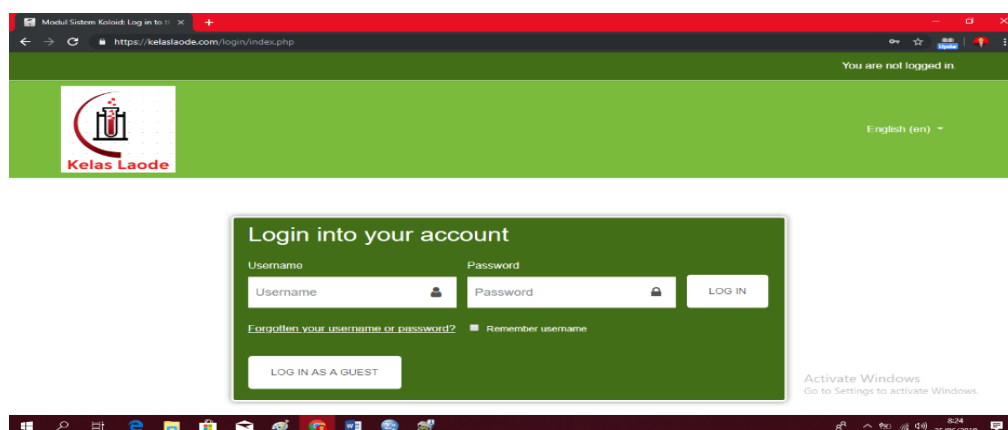 Modul Sistem Koloid: Log in to t
https://kelaslaode.com/login/index.php
You are not logged in.
Kelas Laode
English (en)
Login into your account
Username
Password
Username
Password
LOG IN
Forgotten your username or password?
Remember username
LOG IN AS A GUEST
Activate Windows
Go to Settings to activate Windows.
8:24